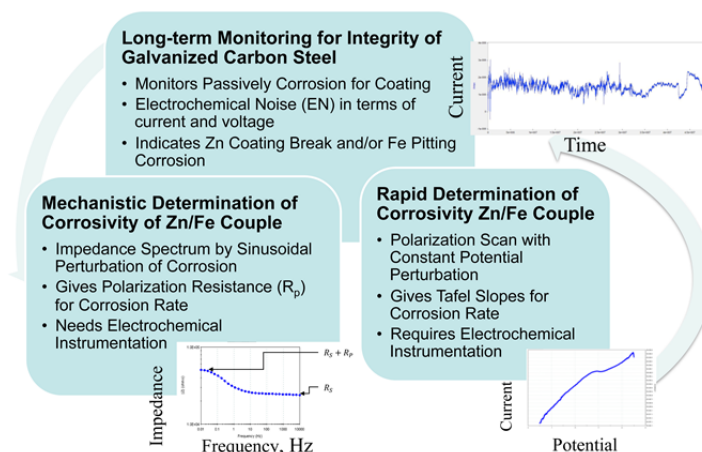 Long-term Monitoring for Integrity of
Galvanized Carbon Steel
• Monitors Passively Corrosion for Coating
• Electrochemical Noise (EN) in terms of
current and voltage
• Indicates Zn Coating Break and/or Fe Pitting
Corrosion
Current
Time
Mechanistic Determination of
Corrosivity of Zn/Fe Couple
• Impedance Spectrum by Sinusoidal
Perturbation of Corrosion
• Gives Polarization Resistance (Rp)
for Corrosion Rate
• Needs Electrochemical
Instrumentation
Impedance
RS + RP
RS
Frequency (Hz)
Frequency, Hz
Rapid Determination of
Corrosivity Zn/Fe Couple
• Polarization Scan with
Constant Potential
Perturbation
• Gives Tafel Slopes for
Corrosion Rate
• Requires Electrochemical
Instrumentation
Current
Potential